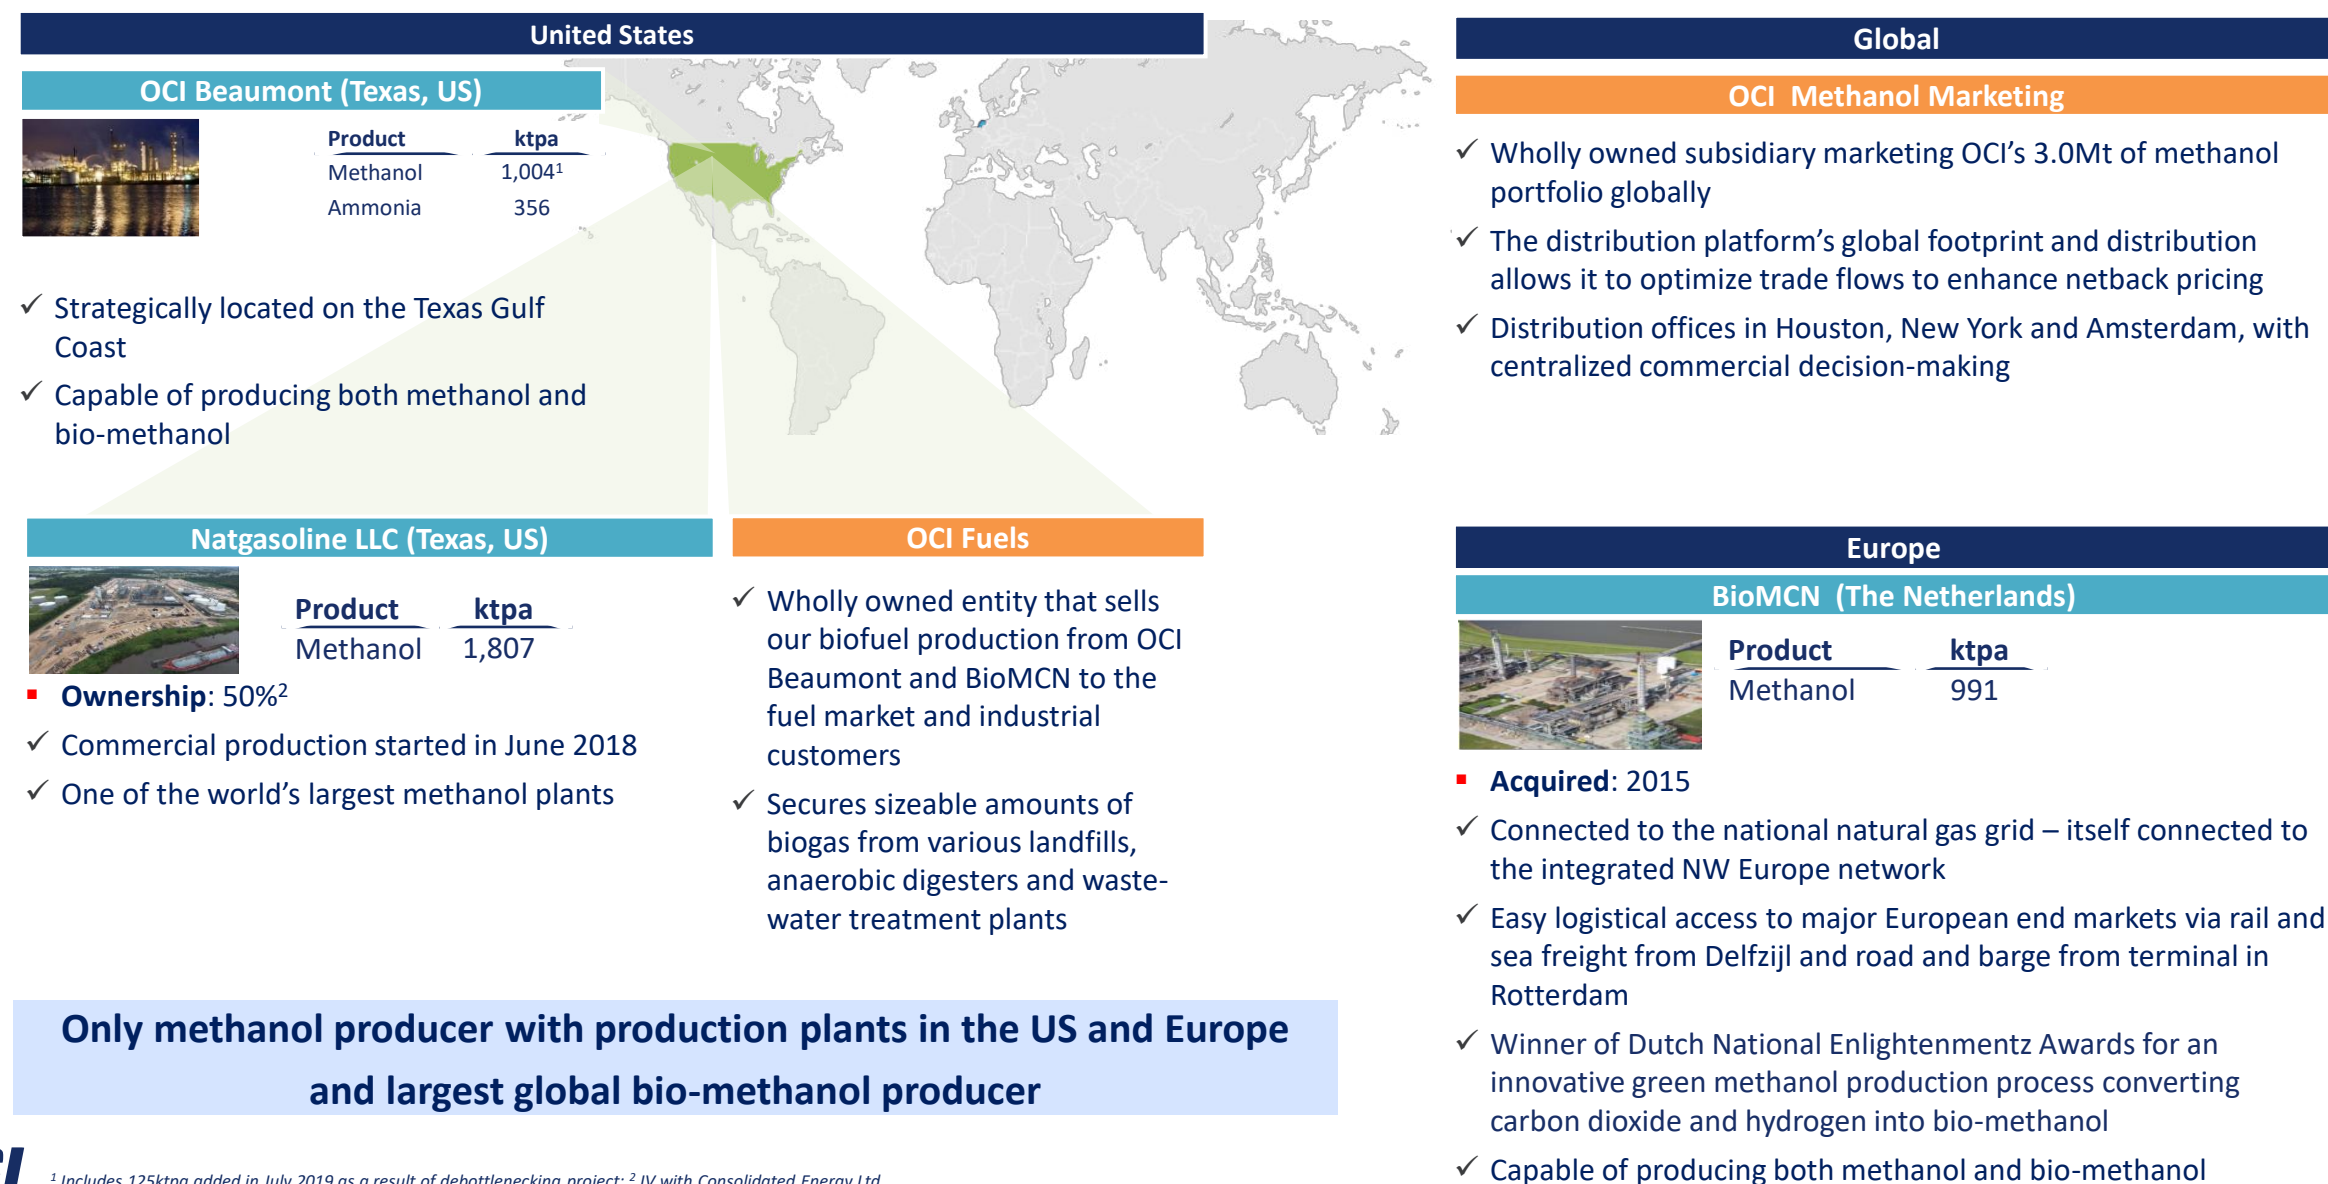 United States
OCI Beaumont (Texas, US)
Product ktpa
Methanol 1,004¹
Ammonia 356
✓ Strategically located on the Texas Gulf
Coast
✓ Capable of producing both methanol and
bio-methanol
Natgasoline LLC (Texas, US)
Product ktpa
Methanol 1,807
▪ Ownership: 50%²
✓ Commercial production started in June 2018
✓ One of the world's largest methanol plants
OCI Fuels
✓ Wholly owned entity that sells
our biofuel production from OCI
Beaumont and BioMCN to the
fuel market and industrial
customers
✓ Secures sizeable amounts of
biogas from various landfills,
anaerobic digesters and waste-
water treatment plants
Global
OCI Methanol Marketing
✓ Wholly owned subsidiary marketing OCI's 3.0Mt of methanol
portfolio globally
✓ The distribution platform's global footprint and distribution
allows it to optimize trade flows to enhance netback pricing
✓ Distribution offices in Houston, New York and Amsterdam, with
centralized commercial decision-making
Europe
BioMCN (The Netherlands)
Product ktpa
Methanol 991
▪ Acquired: 2015
✓ Connected to the national natural gas grid – itself connected to
the integrated NW Europe network
✓ Easy logistical access to major European end markets via rail and
sea freight from Delfzijl and road and barge from terminal in
Rotterdam
✓ Winner of Dutch National Enlightenmentz Awards for an
innovative green methanol production process converting
carbon dioxide and hydrogen into bio-methanol
✓ Capable of producing both methanol and bio-methanol
Only methanol producer with production plants in the US and Europe
and largest global bio-methanol producer
¹ Includes 125ktpa added in July 2019 as a result of debottlenecking project; ² JV with Consolidated Energy Ltd